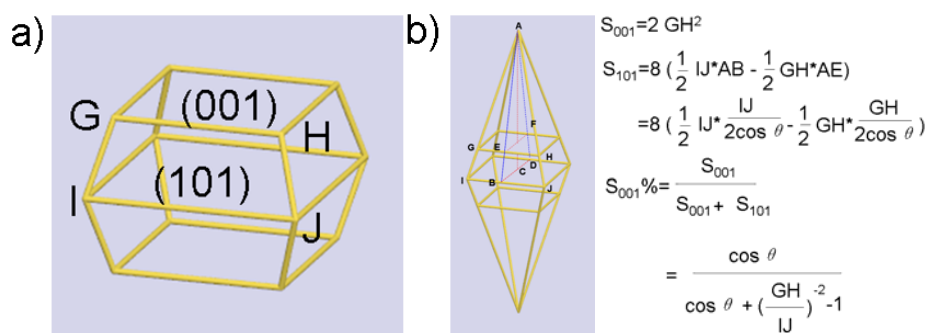 a)
G
(001)
H
(101)
I
J
b)
A
F
G
E
H
D
C
I
B
J
S₀₀₁=2 GH²
S₁₀₁=8 ( 1/2 IJ*AB - 1/2 GH*AE)
=8 ( 1/2 IJ* IJ/2cos θ - 1/2 GH* GH/2cos θ )
S₀₀₁%= S₀₀₁/S₀₀₁+ S₁₀₁
= cos θ/cos θ +(GH/IJ)⁻²-1